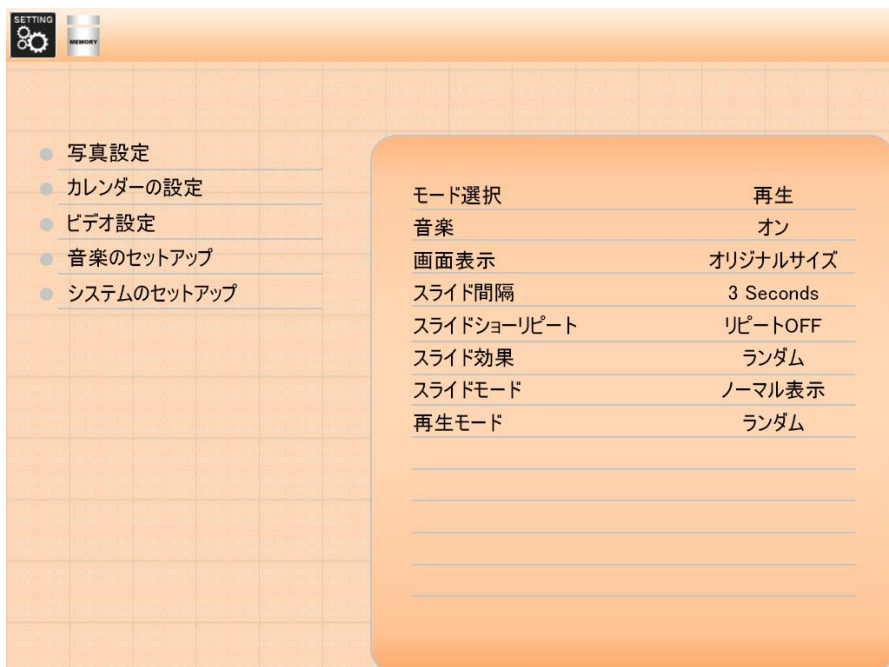 SETTING
MEMORY
写真設定
カレンダーの設定
ビデオ設定
音楽のセットアップ
システムのセットアップ
モード選択 再生
音楽 オン
画面表示 オリジナルサイズ
スライド間隔 3 Seconds
スライドショーリピート リピートOFF
スライド効果 ランダム
スライドモード ノーマル表示
再生モード ランダム